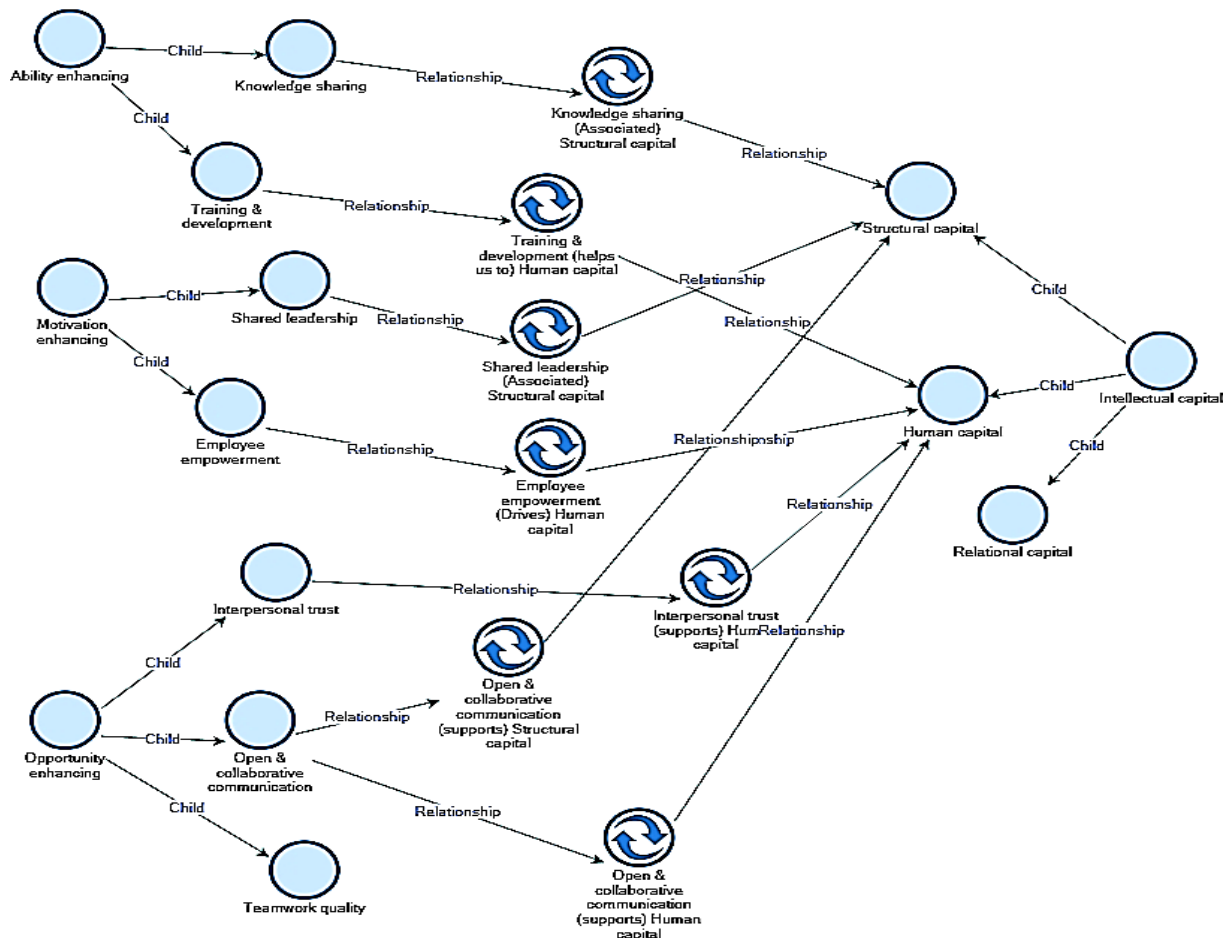 Child
Ability enhancing
Knowledge sharing
Relationship
Knowledge sharing
(Associated)
Structural capital
Relationship
Child
Training &
development
Relationship
Training &
development (helps
us to) Human capital
Structural capital
Relationship
Relationship
Child
Motivation
enhancing
Child
Shared leadership
Relationship
Shared leadership
(Associated)
Structural capital
Child
Employee
empowerment
Relationship
Employee
empowerment
(Drives) Human
capital
Relationship
Human capital
Child
Intellectual capital
Child
Relational capital
Relationship
Interpersonal trust
Relationship
Interpersonal trust
(supports)
capital
Relationship
Child
Opportunity
enhancing
Child
Open &
collaborative
communication
Relationship
Open &
collaborative
communication
(supports) Structural
capital
Relationship
Child
Teamwork quality
Open &
collaborative
communication
(supports) Human
capital